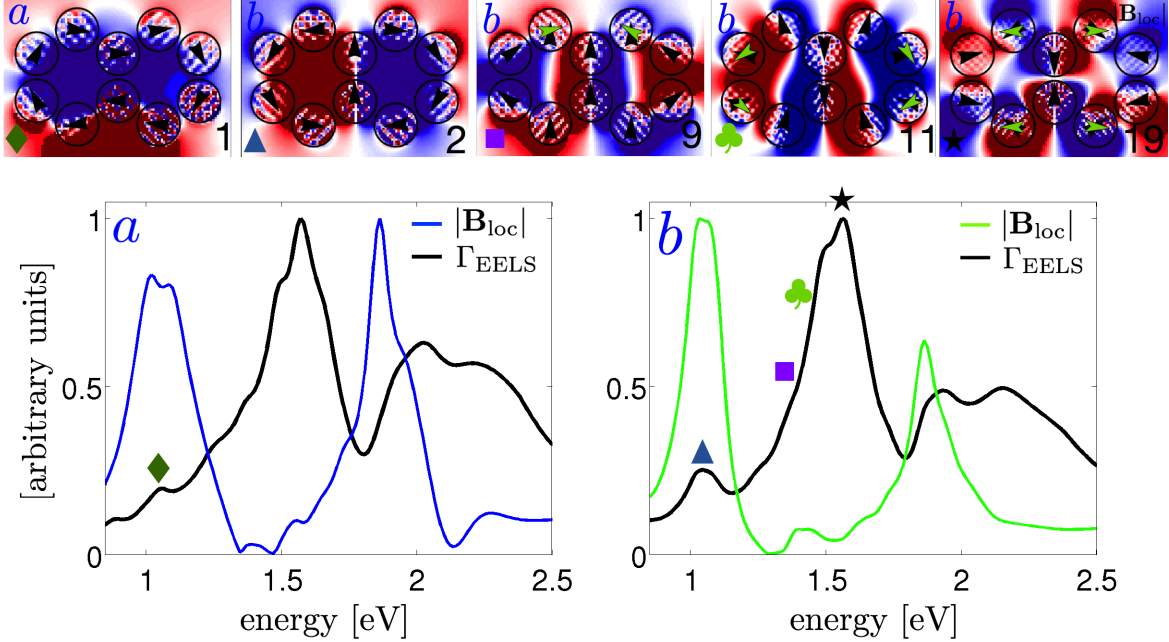 a
1
b
2
b
9
b
11
b
|B_loc|
19
a
|B_loc|
Γ_EELS
1
0.5
0
[arbitrary units]
1
1.5
2
2.5
energy [eV]
b
|B_loc|
Γ_EELS
1
0.5
0
1
1.5
2
2.5
energy [eV]